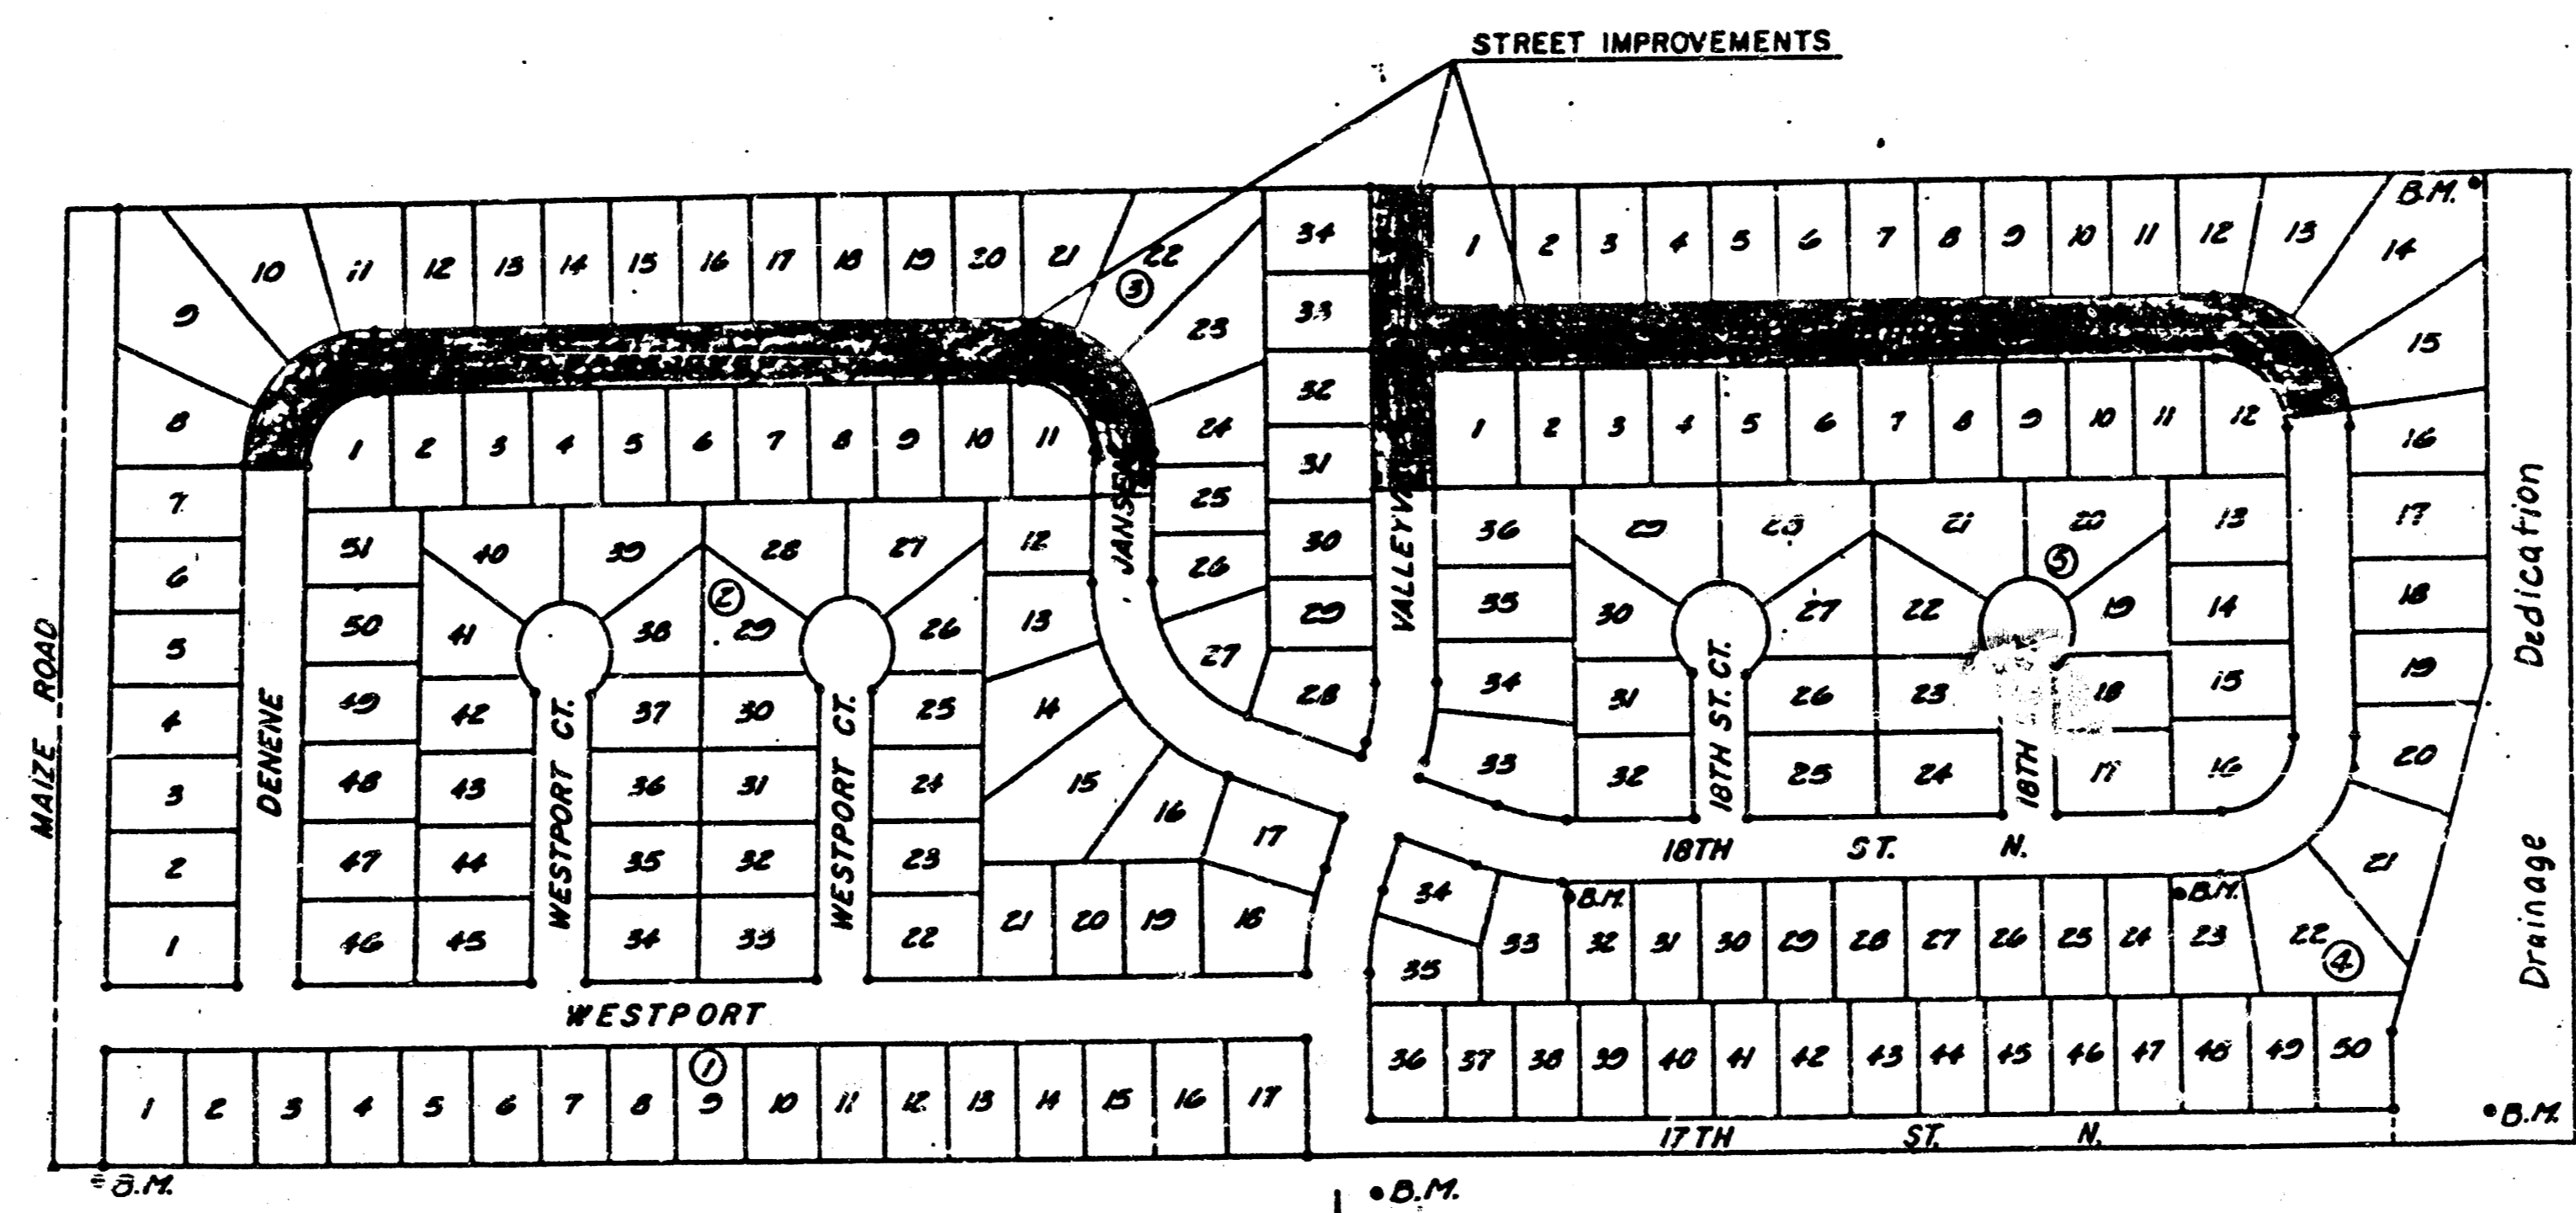 STREET IMPROVEMENTS
B.M.
10 11 12 13 14 15 16 17 18 19 20 21 22 34 1 2 3 4 5 6 7 8 9 10 11 12 13 14
3
9 23 33 15
8 1 2 3 4 5 6 7 8 9 10 11 24 32 1 2 3 4 5 6 7 8 9 10 11 12 16
31
7 25 17
51 40 39 28 27 12 30 36 29 28 21 20 13
6 26 5
2
50 41 38 29 26 13 29 35 30 27 22 19 14 18
5 27
49 42 37 30 25 14 28 34 31 26 23 18 15 19
4
48 43 36 31 24 15 33 32 25 24 17 16 20
3 16
47 44 35 32 23 17
2 21
46 45 34 33 22 21 20 19 18
1
MAIZE ROAD
DENENE
WESTPORT CT.
WESTPORT CT.
JANSEN
18TH ST. CT.
18TH
18TH ST. N.
Drainage Dedication
B.M. B.M.
34 33 32 31 30 29 28 27 26 25 24 23 22
4
35
WESTPORT
1
1 2 3 4 5 6 7 8 9 10 11 12 13 14 15 16 17
36 37 38 39 40 41 42 43 44 45 46 47 48 49 50
17TH ST. N.
B.M.
B.M.
B.M.